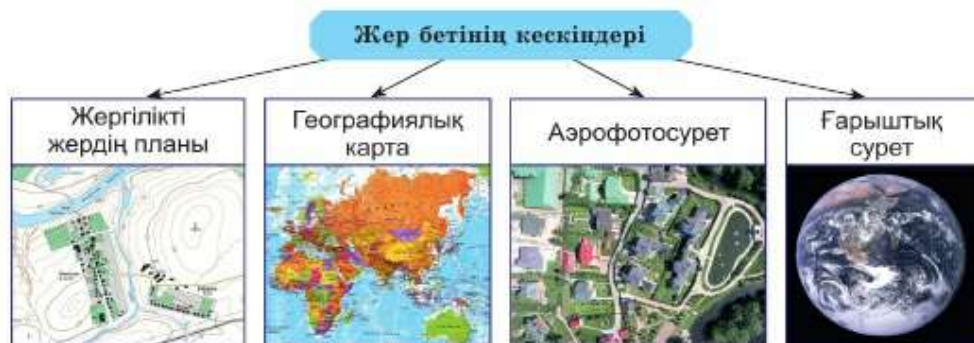 Жер бетінің кескіндері
Жергілікті
жердің планы
Географиялық
карта
Аэрофотосурет
Ғарыштық
сурет